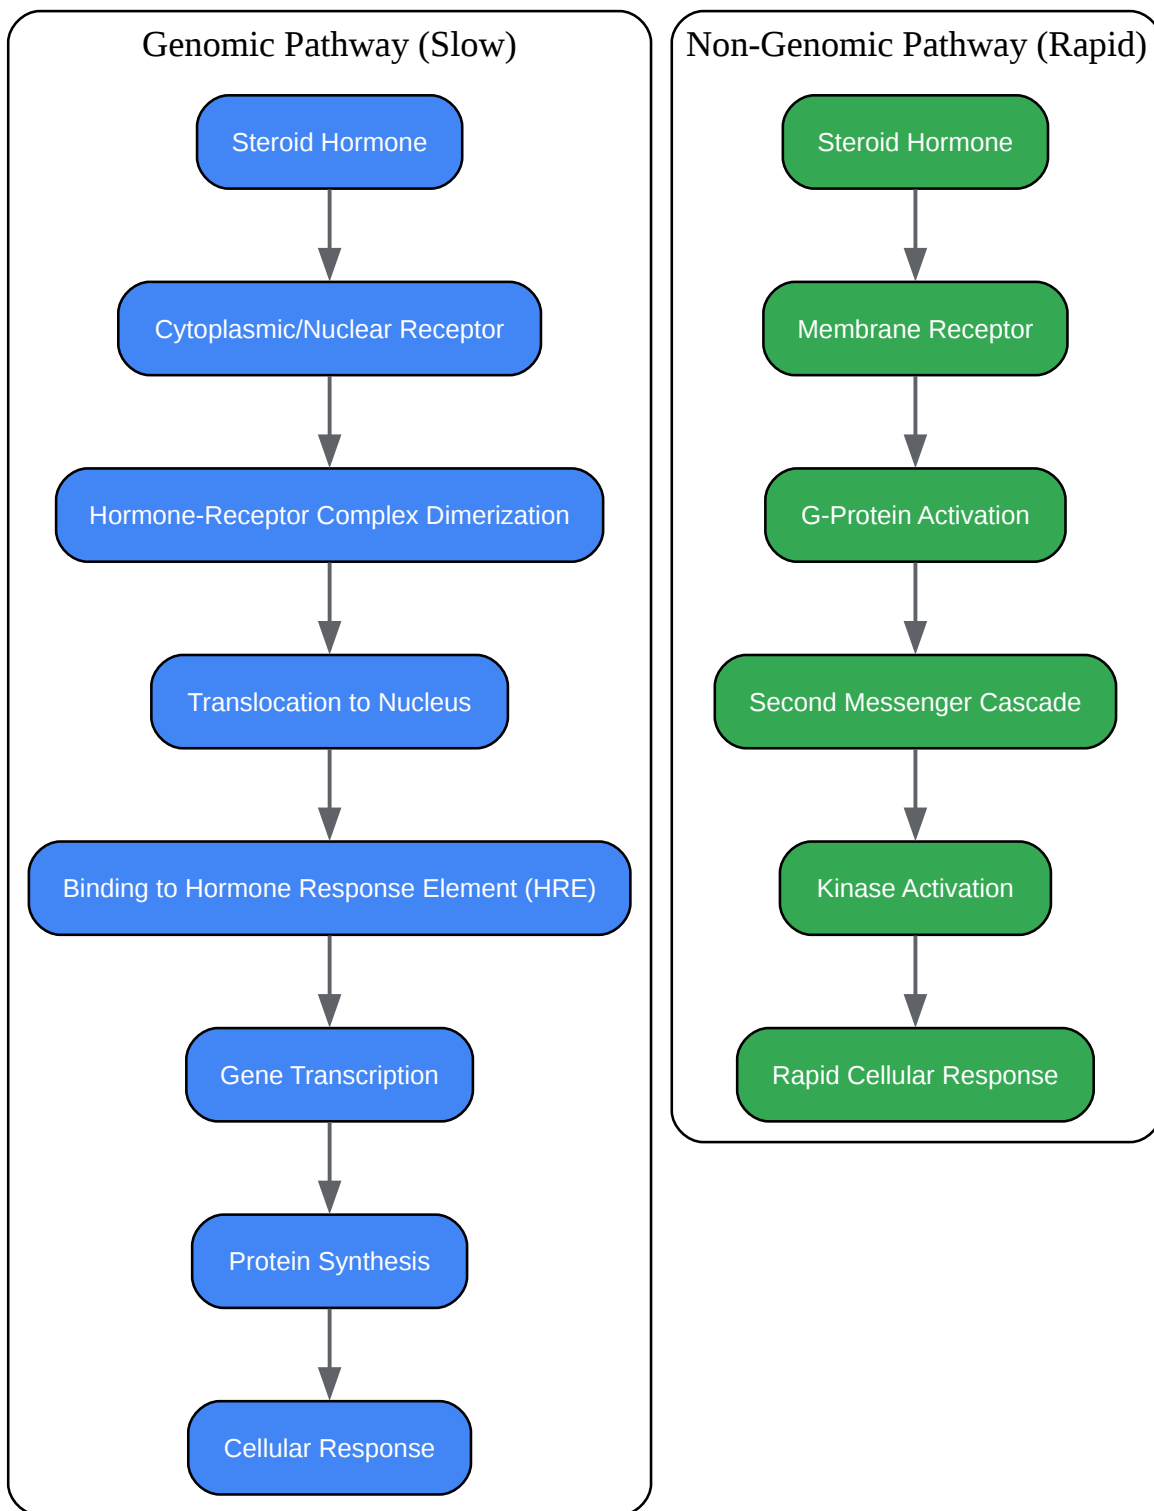 Genomic Pathway (Slow)
Steroid Hormone
Cytoplasmic/Nuclear Receptor
Hormone-Receptor Complex Dimerization
Translocation to Nucleus
Binding to Hormone Response Element (HRE)
Gene Transcription
Protein Synthesis
Cellular Response
Non-Genomic Pathway (Rapid)
Steroid Hormone
Membrane Receptor
G-Protein Activation
Second Messenger Cascade
Kinase Activation
Rapid Cellular Response